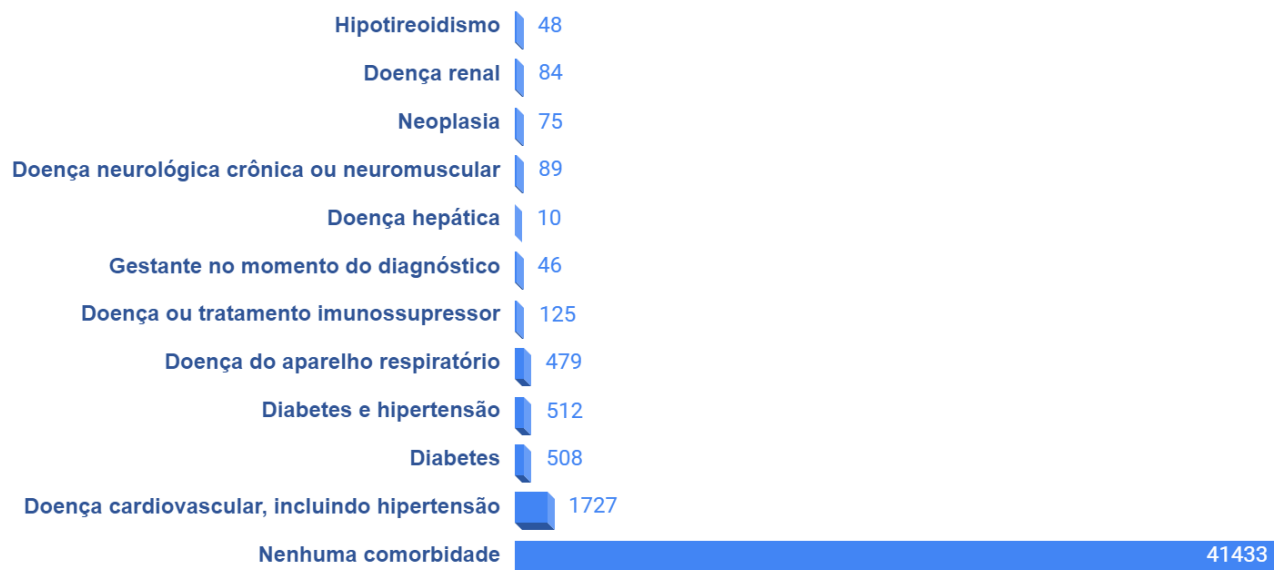 Hipotireoidismo 48
Doença renal 84
Neoplasia 75
Doença neurológica crônica ou neuromuscular 89
Doença hepática 10
Gestante no momento do diagnóstico 46
Doença ou tratamento imunossupressor 125
Doença do aparelho respiratório 479
Diabetes e hipertensão 512
Diabetes 508
Doença cardiovascular, incluindo hipertensão 1727
Nenhuma comorbidade 41433